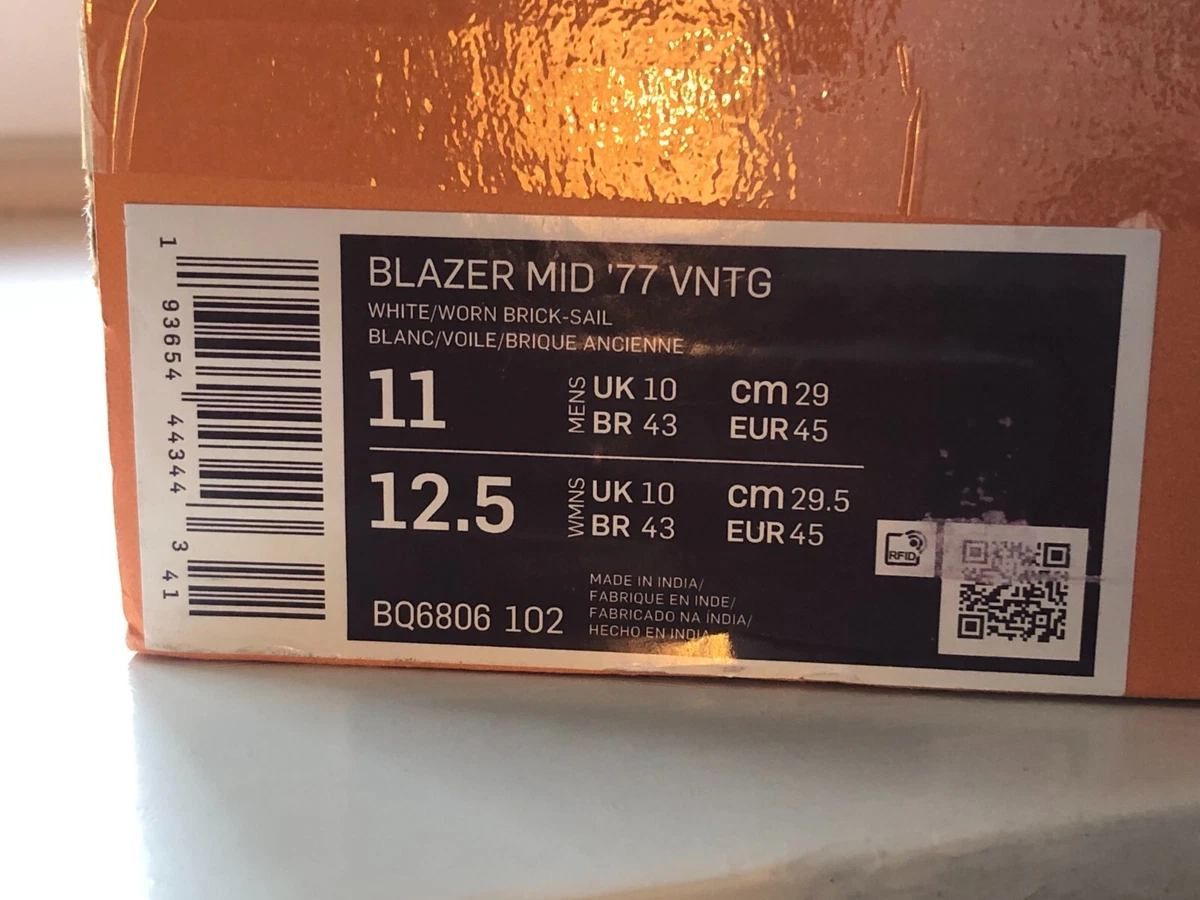 1 93654 44344 3 41
BLAZER MID '77 VNTG
WHITE/WORN BRICK-SAIL
BLANC/VOILE/BRIQUE ANCIENNE
11 MENS UK 10 cm 29
BR 43 EUR 45
12.5 WMNS UK 10 cm 29.5
BR 43 EUR 45
BQ6806 102
MADE IN INDIA/
FABRIQUE EN INDE/
FABRICADO NA ÍNDIA/
HECHO EN INDIA
RFID